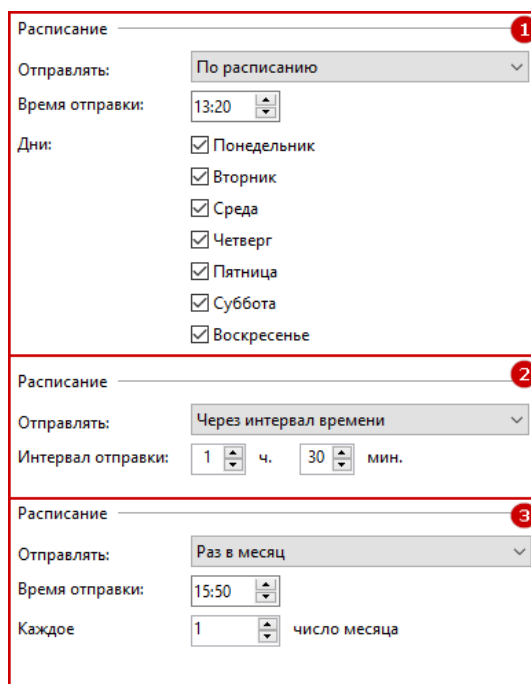 Расписание 1
Отправлять: По расписанию
Время отправки: 13:20
Дни: Понедельник
Вторник
Среда
Четверг
Пятница
Суббота
Воскресенье
Расписание 2
Отправлять: Через интервал времени
Интервал отправки: 1 ч. 30 мин.
Расписание 3
Отправлять: Раз в месяц
Время отправки: 15:50
Каждое 1 число месяца